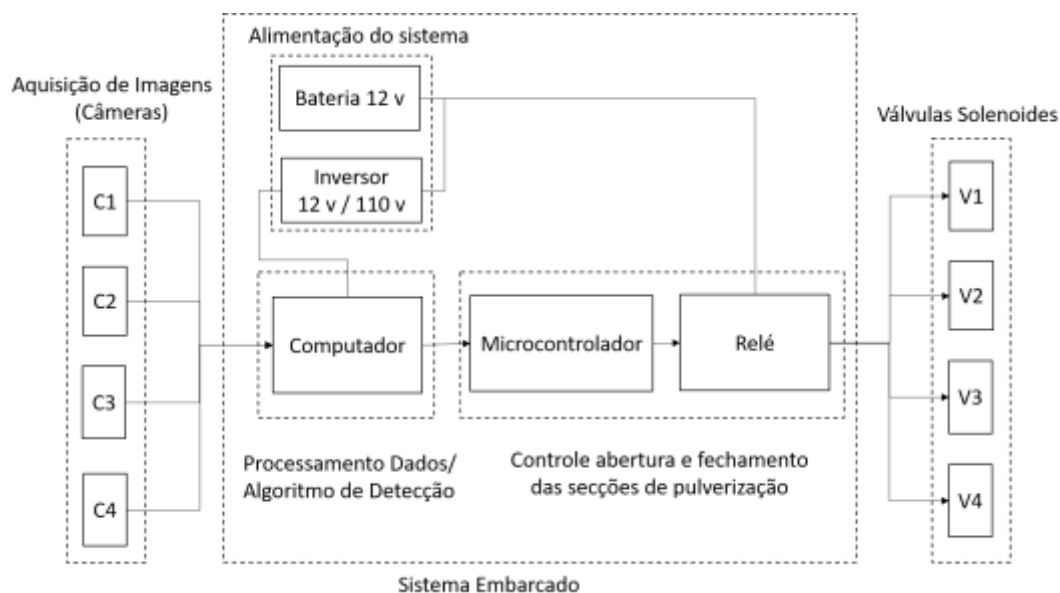 Alimentação do sistema
Aquisição de Imagens
(Câmeras)
Bateria 12 v
Inversor
12 v / 110 v
Válvulas Solenoides
C1
C2
C3
C4
Computador
Microcontrolador
Relé
V1
V2
V3
V4
Processamento Dados/
Algoritmo de Detecção
Controle abertura e fechamento
das secções de pulverização
Sistema Embarcado